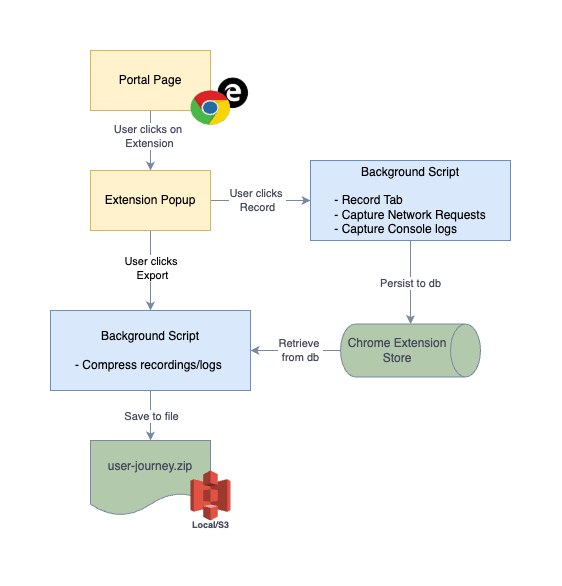 Portal Page
e
User clicks on
Extension
Extension Popup
User clicks
Record
Background Script
- Record Tab
- Capture Network Requests
- Capture Console logs
User clicks
Export
Persist to db
Background Script
- Compress recordings/logs
Retrieve
from db
Chrome Extension
Store
Save to file
user-journey.zip
Local/S3